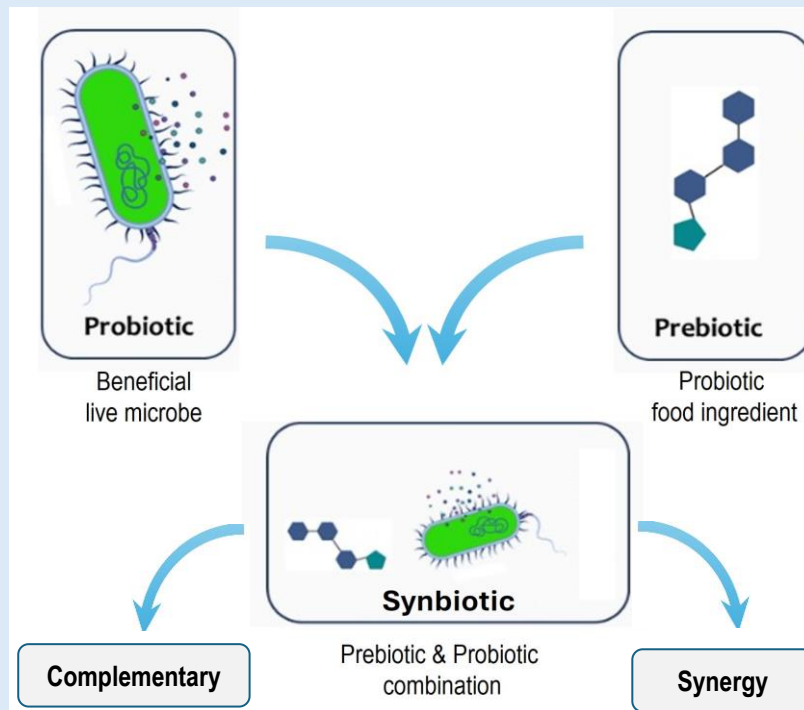 Probiotic
Beneficial
live microbe
Prebiotic
Probiotic
food ingredient
Synbiotic
Prebiotic & Probiotic
combination
Complementary
Synergy